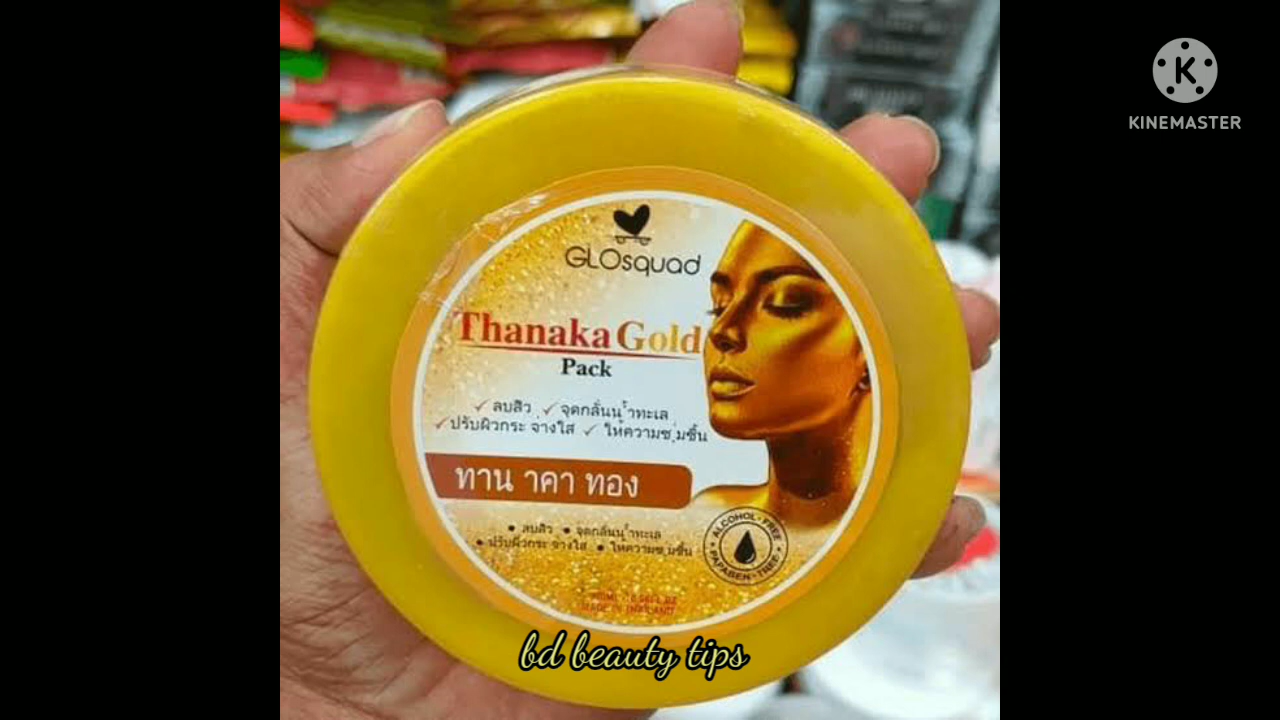 KINEMASTER
GLOsquad
Thanaka Gold
Pack
✓ ลบสิว ✓ จุดกลั่นน ้ำทะเล
✓ ปรับผิวกระ จ่างใส ✓ ให้ความชุ่มชื้น
ทาน าคา ทอง
• ลบสิว • จุดกลั่นน ้ำทะเล
• ปรับผิวกระ จ่างใส • ให้ความชุ่มชื้น
ALCOHOL-FREE
PAPABEN-TREE
MADE IN THAILAND
bd beauty tips